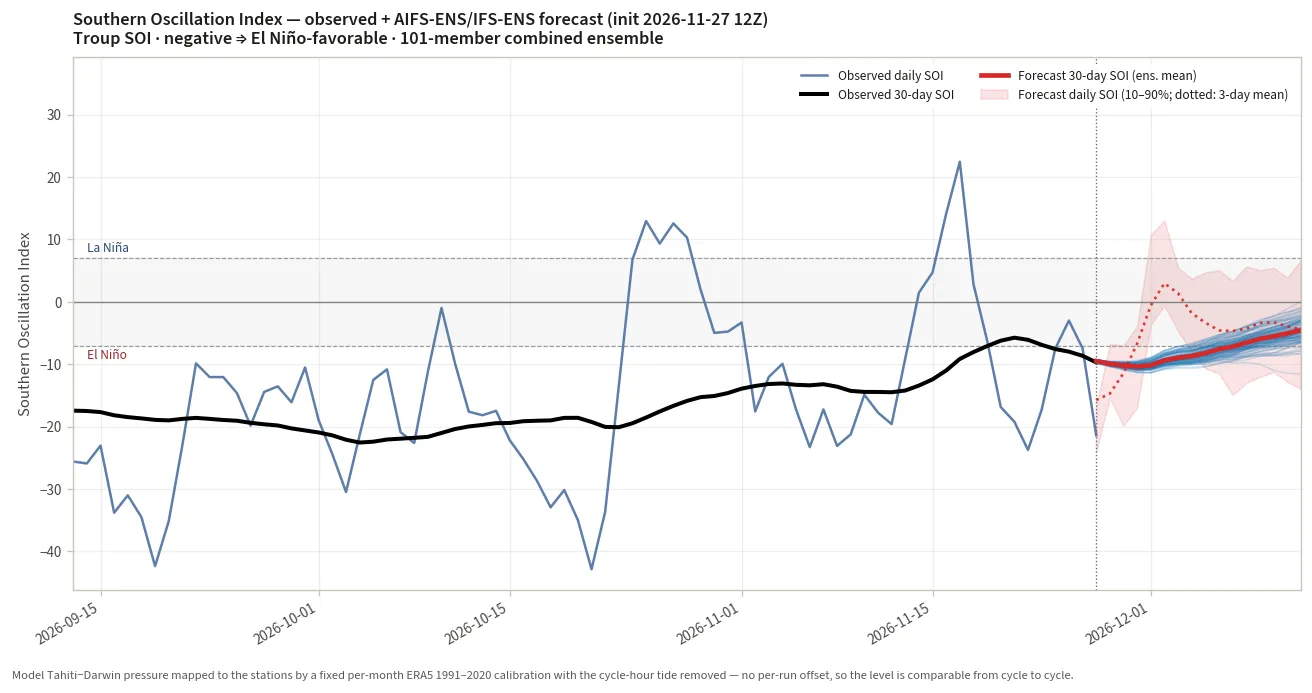 Southern Oscillation Index — observed + AIFS-ENS/IFS-ENS forecast (init 2026-11-27 12Z)
Troup SOI · negative ⇒ El Niño-favorable · 101-member combined ensemble
Observed daily SOI
Observed 30-day SOI
Forecast 30-day SOI (ens. mean)
Forecast daily SOI (10–90%; dotted: 3-day mean)
Southern Oscillation Index
30
20
10
0
−10
−20
−30
−40
La Niña
El Niño
2026-09-15
2026-10-01
2026-10-15
2026-11-01
2026-11-15
2026-12-01
Model Tahiti−Darwin pressure mapped to the stations by a fixed per-month ERA5 1991–2020 calibration with the cycle-hour tide removed — no per-run offset, so the level is comparable from cycle to cycle.